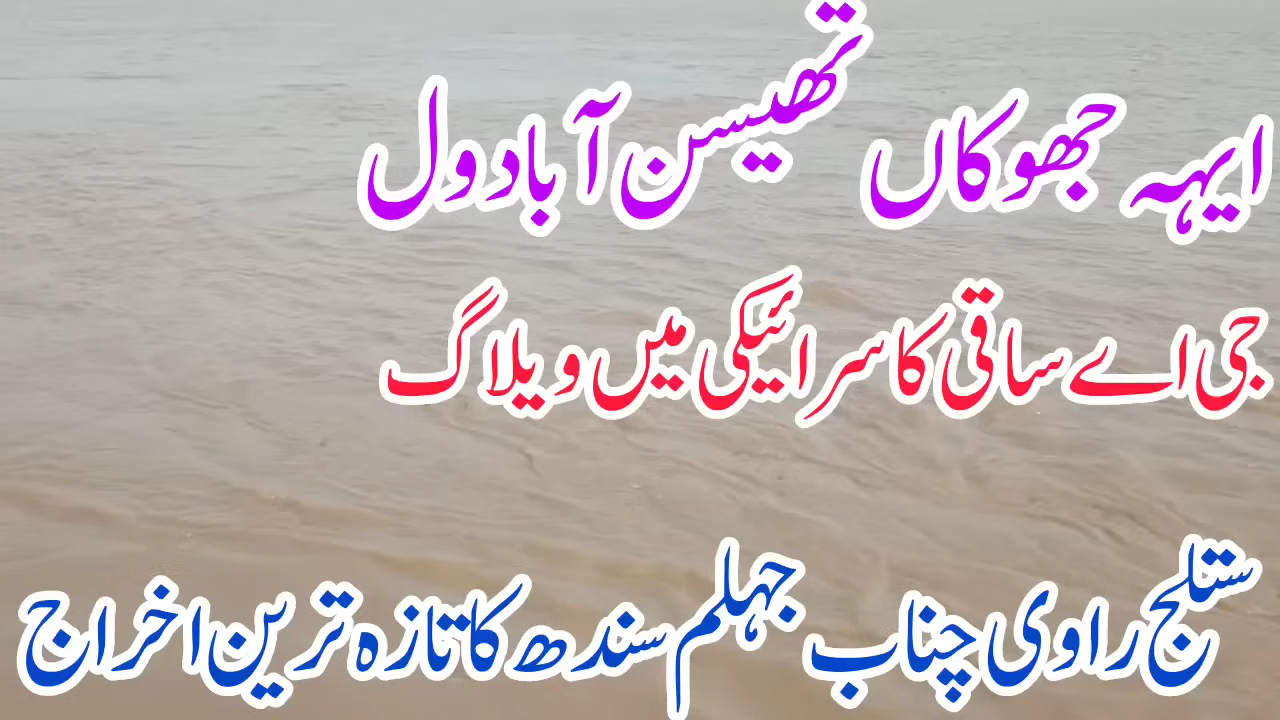 ایہہ جھوکاں تھیسن آباد ول
جی اے ساقی کا سرائیکی میں ویلاگ
ستلج راوی چناب جہلم سندھ کا تازہ ترین اخراج